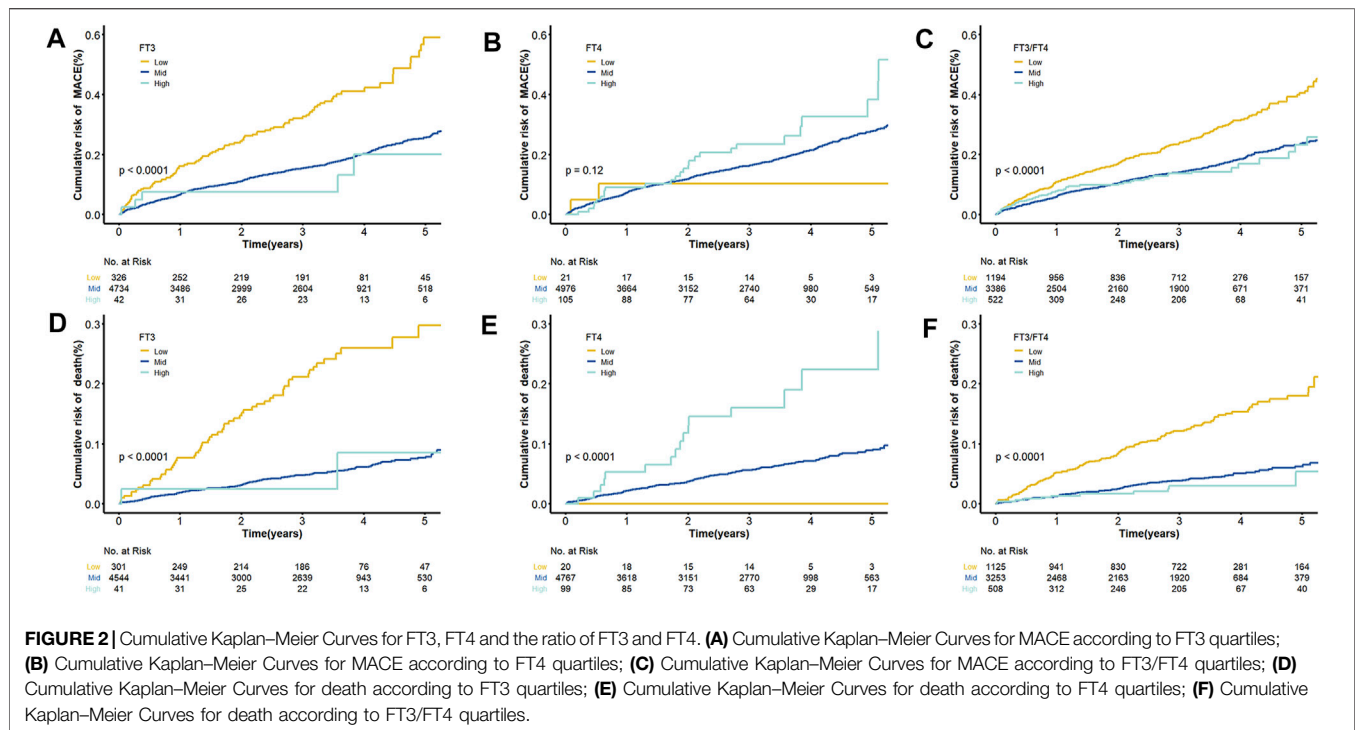 A
Cumulative risk of MACE(%)
0.6
0.4
0.2
0.0
FT3
Low
Mid
High
p < 0.0001
0 1 2 3 4 5
Time(years)
No. at Risk
Low 326 252 219 191 81 45
Mid 4734 3486 2999 2604 921 518
High 42 31 26 23 13 6
B
Cumulative risk of MACE(%)
0.6
0.4
0.2
0.0
FT4
Low
Mid
High
p = 0.12
0 1 2 3 4 5
Time(years)
No. at Risk
Low 21 17 15 14 5 3
Mid 4976 3664 3152 2740 980 549
High 105 88 77 64 30 17
C
Cumulative risk of MACE(%)
0.6
0.4
0.2
0.0
FT3/FT4
Low
Mid
High
p < 0.0001
0 1 2 3 4 5
Time(years)
No. at Risk
Low 1194 956 836 712 276 157
Mid 3386 2504 2160 1900 671 371
High 522 309 248 206 68 41
D
Cumulative risk of death(%)
0.3
0.2
0.1
0.0
FT3
Low
Mid
High
p < 0.0001
0 1 2 3 4 5
Time(years)
No. at Risk
Low 301 249 214 186 76 47
Mid 4544 3441 3000 2639 943 530
High 41 31 25 22 13 6
E
Cumulative risk of death(%)
0.3
0.2
0.1
0.0
FT4
Low
Mid
High
p < 0.0001
0 1 2 3 4 5
Time(years)
No. at Risk
Low 20 18 15 14 5 3
Mid 4767 3618 3151 2770 998 563
High 99 85 73 63 29 17
F
Cumulative risk of death(%)
0.3
0.2
0.1
0.0
FT3/FT4
Low
Mid
High
p < 0.0001
0 1 2 3 4 5
Time(years)
No. at Risk
Low 1125 941 830 722 281 164
Mid 3253 2468 2163 1920 684 379
High 508 312 246 205 67 40
FIGURE 2 | Cumulative Kaplan–Meier Curves for FT3, FT4 and the ratio of FT3 and FT4. (A) Cumulative Kaplan–Meier Curves for MACE according to FT3 quartiles;
(B) Cumulative Kaplan–Meier Curves for MACE according to FT4 quartiles; (C) Cumulative Kaplan–Meier Curves for MACE according to FT3/FT4 quartiles; (D)
Cumulative Kaplan–Meier Curves for death according to FT3 quartiles; (E) Cumulative Kaplan–Meier Curves for death according to FT4 quartiles; (F) Cumulative
Kaplan–Meier Curves for death according to FT3/FT4 quartiles.